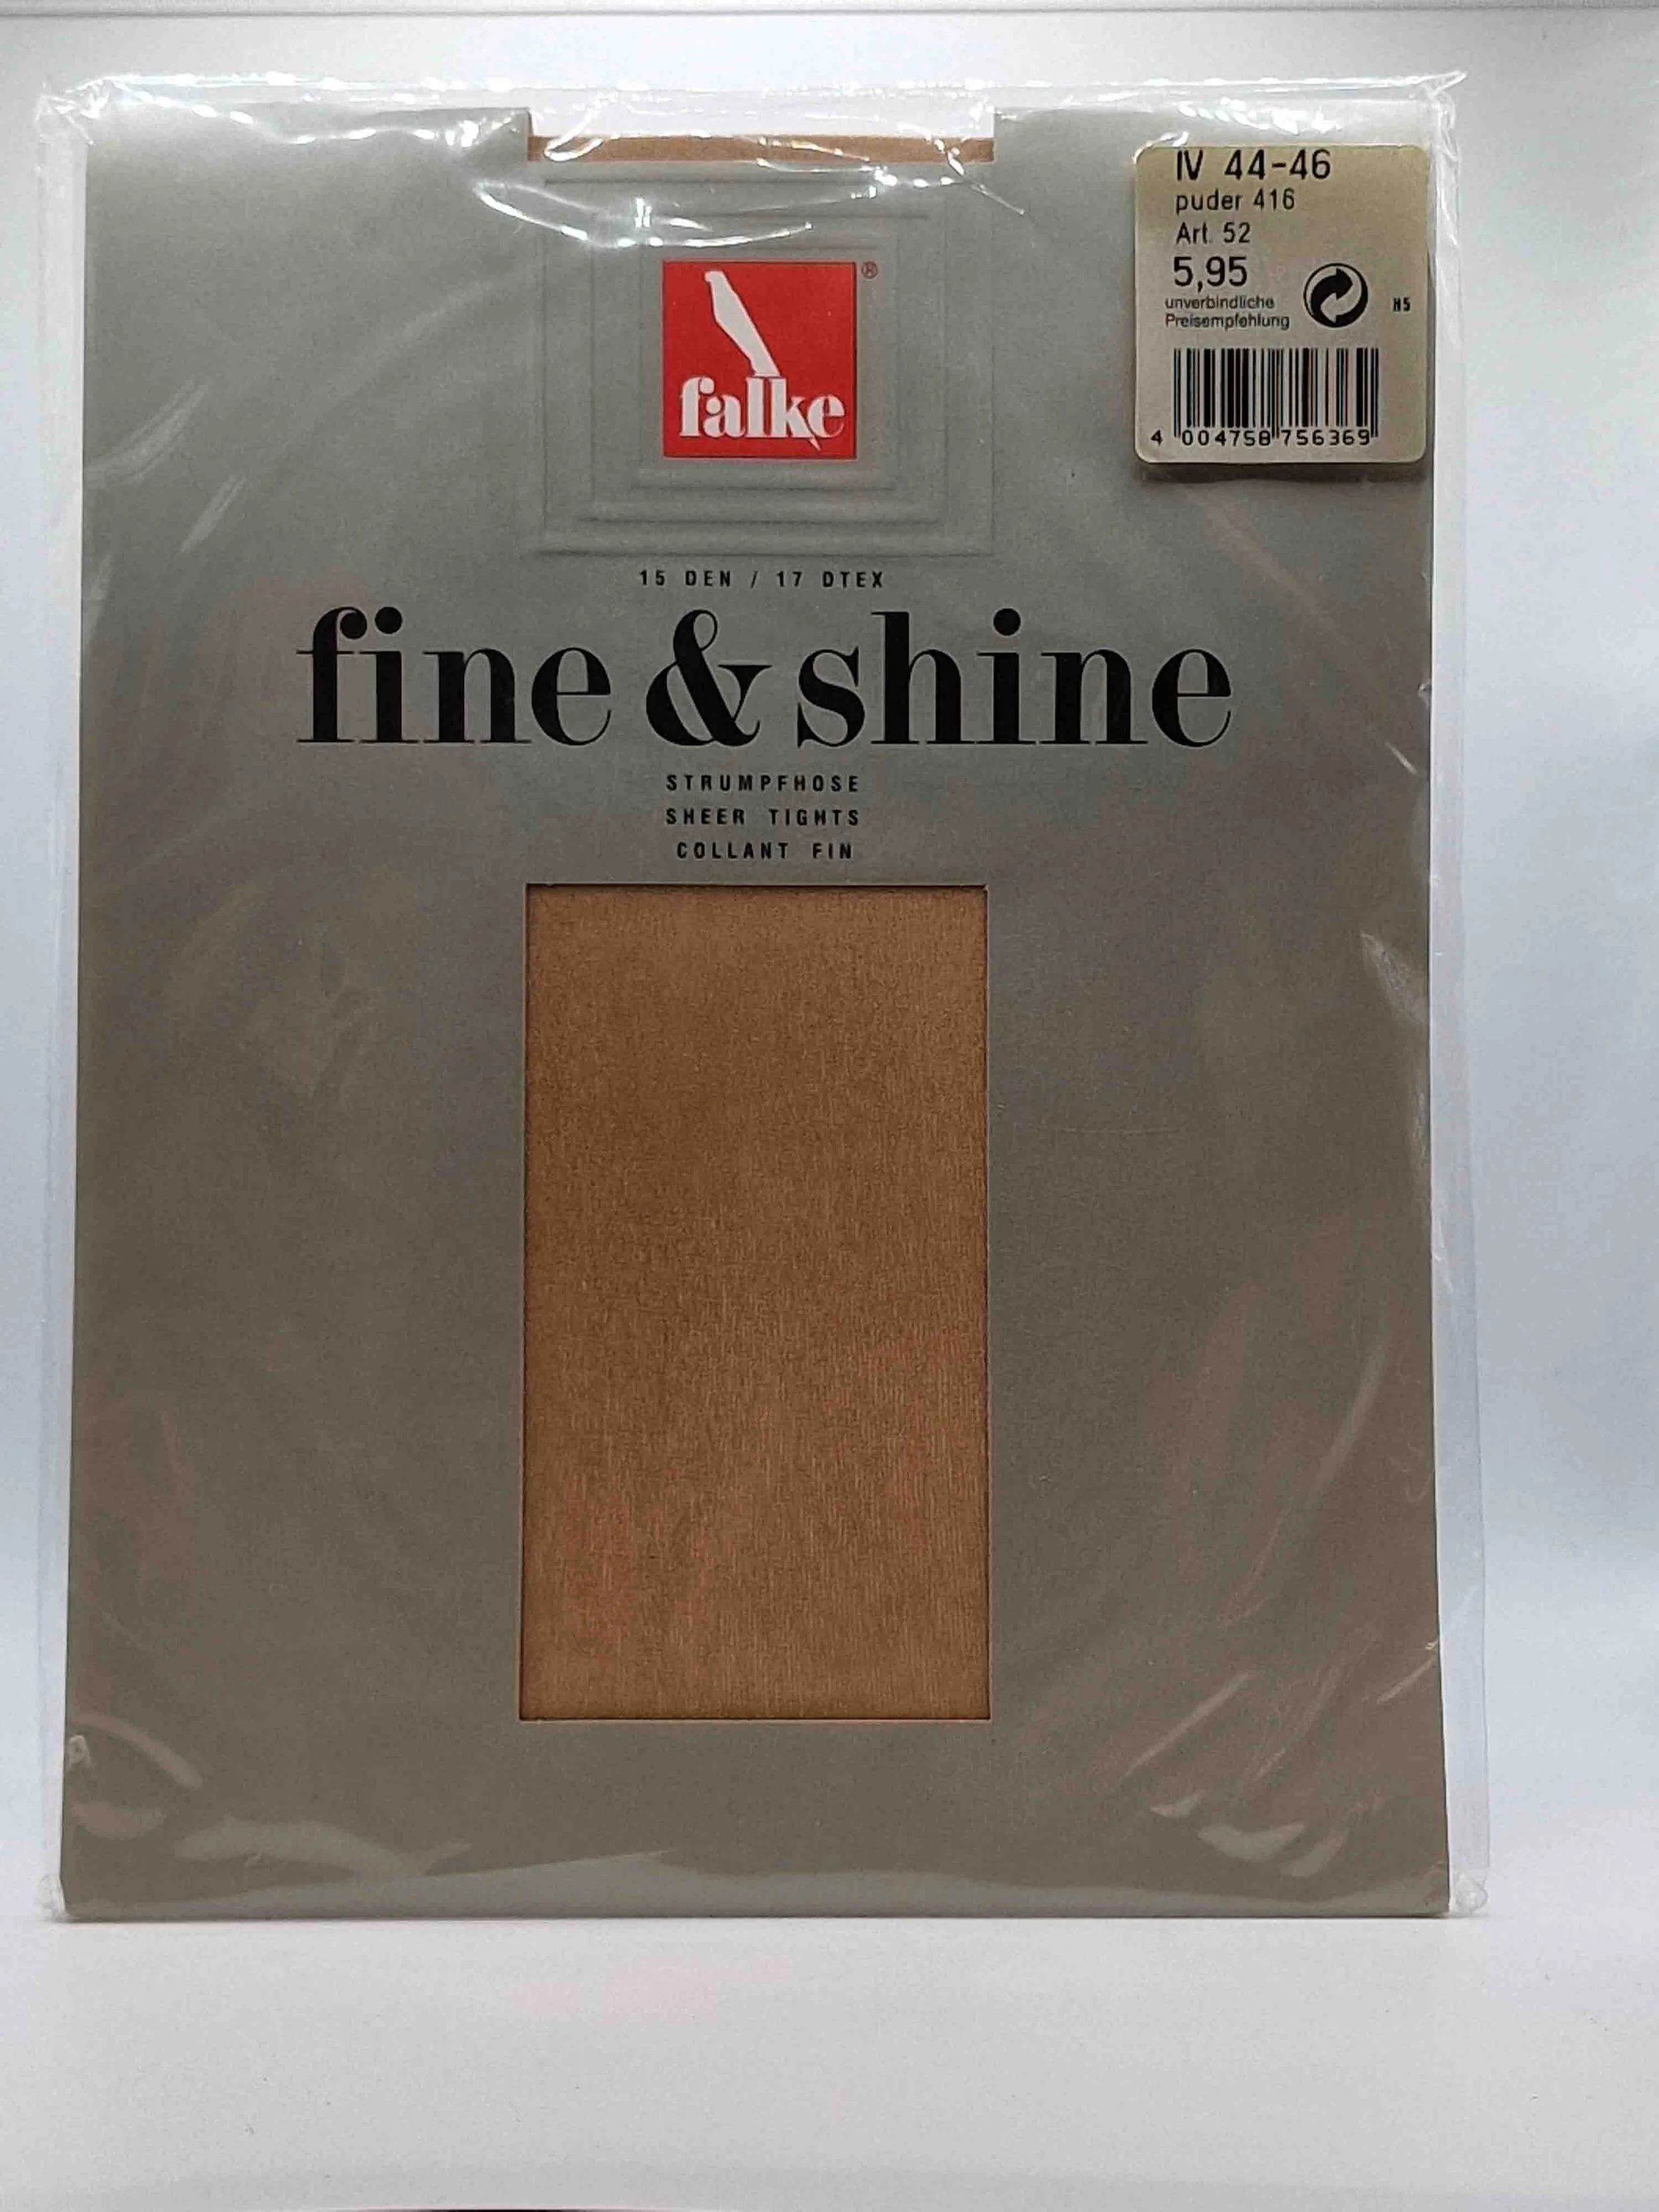 IV 44-46
puder 416
Art. 52
5,95
unverbindliche
Preisempfehlung
N5
4 004758 756369
®
falke
15 DEN / 17 DTEX
fine & shine
STRUMPFHOSE
SHEER TIGHTS
COLLANT FIN